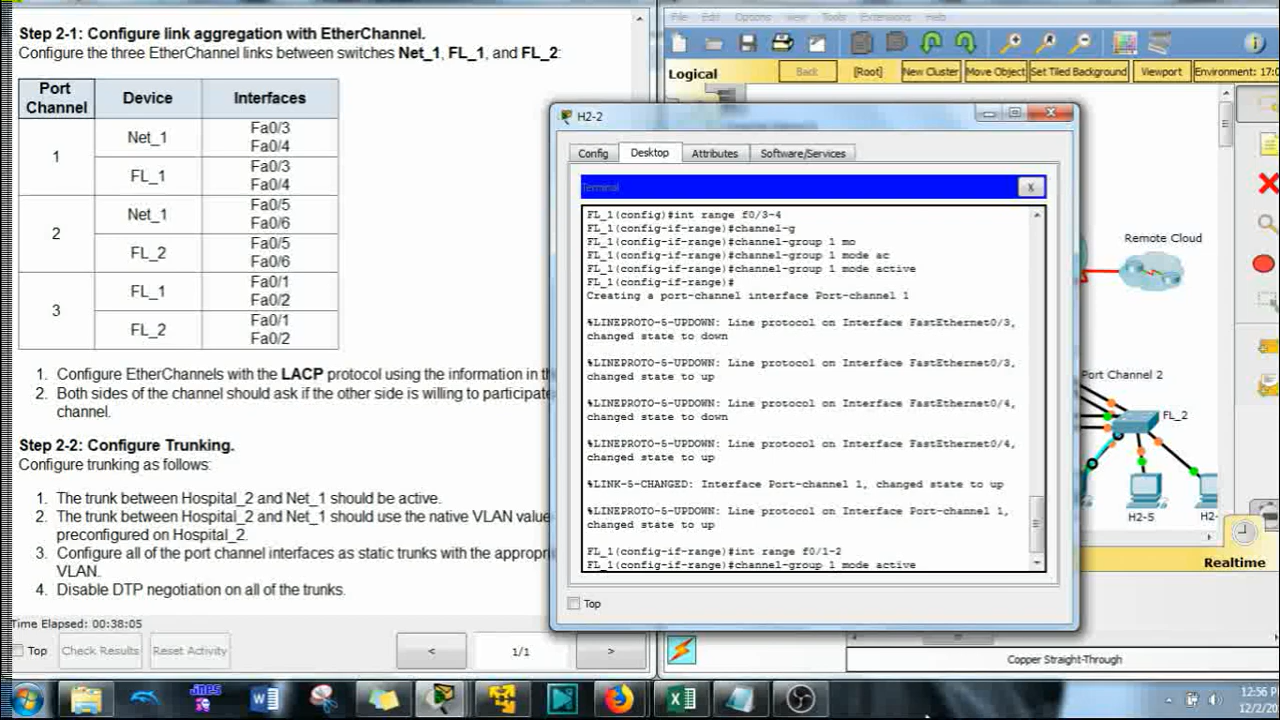 Step 2-1: Configure link aggregation with EtherChannel.
Configure the three EtherChannel links between switches Net_1, FL_1, and FL_2:
Port Channel
Device
Interfaces
1
Net_1
Fa0/3
Fa0/4
FL_1
Fa0/3
Fa0/4
2
Net_1
Fa0/5
Fa0/6
FL_2
Fa0/5
Fa0/6
3
FL_1
Fa0/1
Fa0/2
FL_2
Fa0/1
Fa0/2
1. Configure EtherChannels with the LACP protocol using the information in th
2. Both sides of the channel should ask if the other side is willing to participate
channel.
Step 2-2: Configure Trunking.
Configure trunking as follows:
1. The trunk between Hospital_2 and Net_1 should be active.
2. The trunk between Hospital_2 and Net_1 should use the native VLAN value
preconfigured on Hospital_2.
3. Configure all of the port channel interfaces as static trunks with the appropri
VLAN.
4. Disable DTP negotiation on all of the trunks.
Time Elapsed: 00:38:05
Top
Check Results
Reset Activity
<
1/1
>
File Edit Options View Tools Extensions Help
Logical
Back
[Root]
New Cluster
Move Object
Set Tiled Background
Viewport
Environment: 17:0
H2-2
Config
Desktop
Attributes
Software/Services
Terminal
X
FL_1(config)#int range f0/3-4
FL_1(config-if-range)#channel-g
FL_1(config-if-range)#channel-group 1 mo
FL_1(config-if-range)#channel-group 1 mode ac
FL_1(config-if-range)#channel-group 1 mode active
FL_1(config-if-range)#
Creating a port-channel interface Port-channel 1
%LINEPROTO-5-UPDOWN: Line protocol on Interface FastEthernet0/3,
changed state to down
%LINEPROTO-5-UPDOWN: Line protocol on Interface FastEthernet0/3,
changed state to up
%LINEPROTO-5-UPDOWN: Line protocol on Interface FastEthernet0/4,
changed state to down
%LINEPROTO-5-UPDOWN: Line protocol on Interface FastEthernet0/4,
changed state to up
%LINK-5-CHANGED: Interface Port-channel 1, changed state to up
%LINEPROTO-5-UPDOWN: Line protocol on Interface Port-channel 1,
changed state to up
FL_1(config-if-range)#int range f0/1-2
FL_1(config-if-range)#channel-group 1 mode active
Top
Remote Cloud
Port Channel 2
FL_2
H2-5
H2-
Realtime
Copper Straight-Through
jnes
12:56 PM
12/2/20